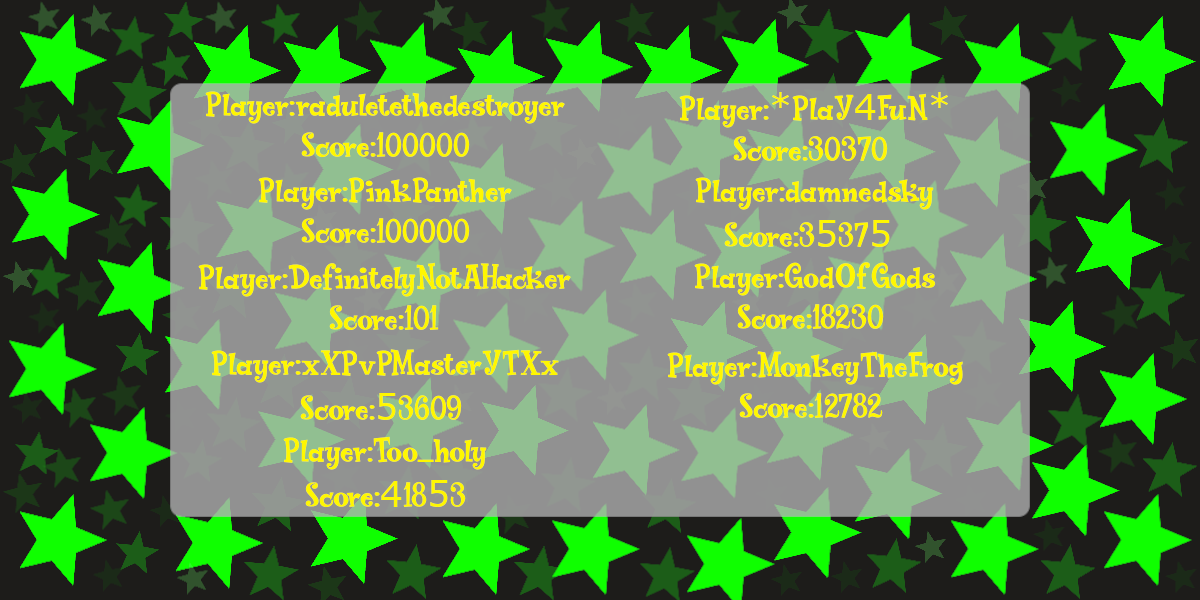 Player:raduletethedestroyer
Score:100000
Player:PinkPanther
Score:100000
Player:DefinitelyNotAHacker
Score:101
Player:xXPvPMasterYTXx
Score:53609
Player:Too_holy
Score:41853
Player:*PlaY4FuN*
Score:30370
Player:damnedsky
Score:35375
Player:GodOfGods
Score:18230
Player:MonkeyTheFrog
Score:12782